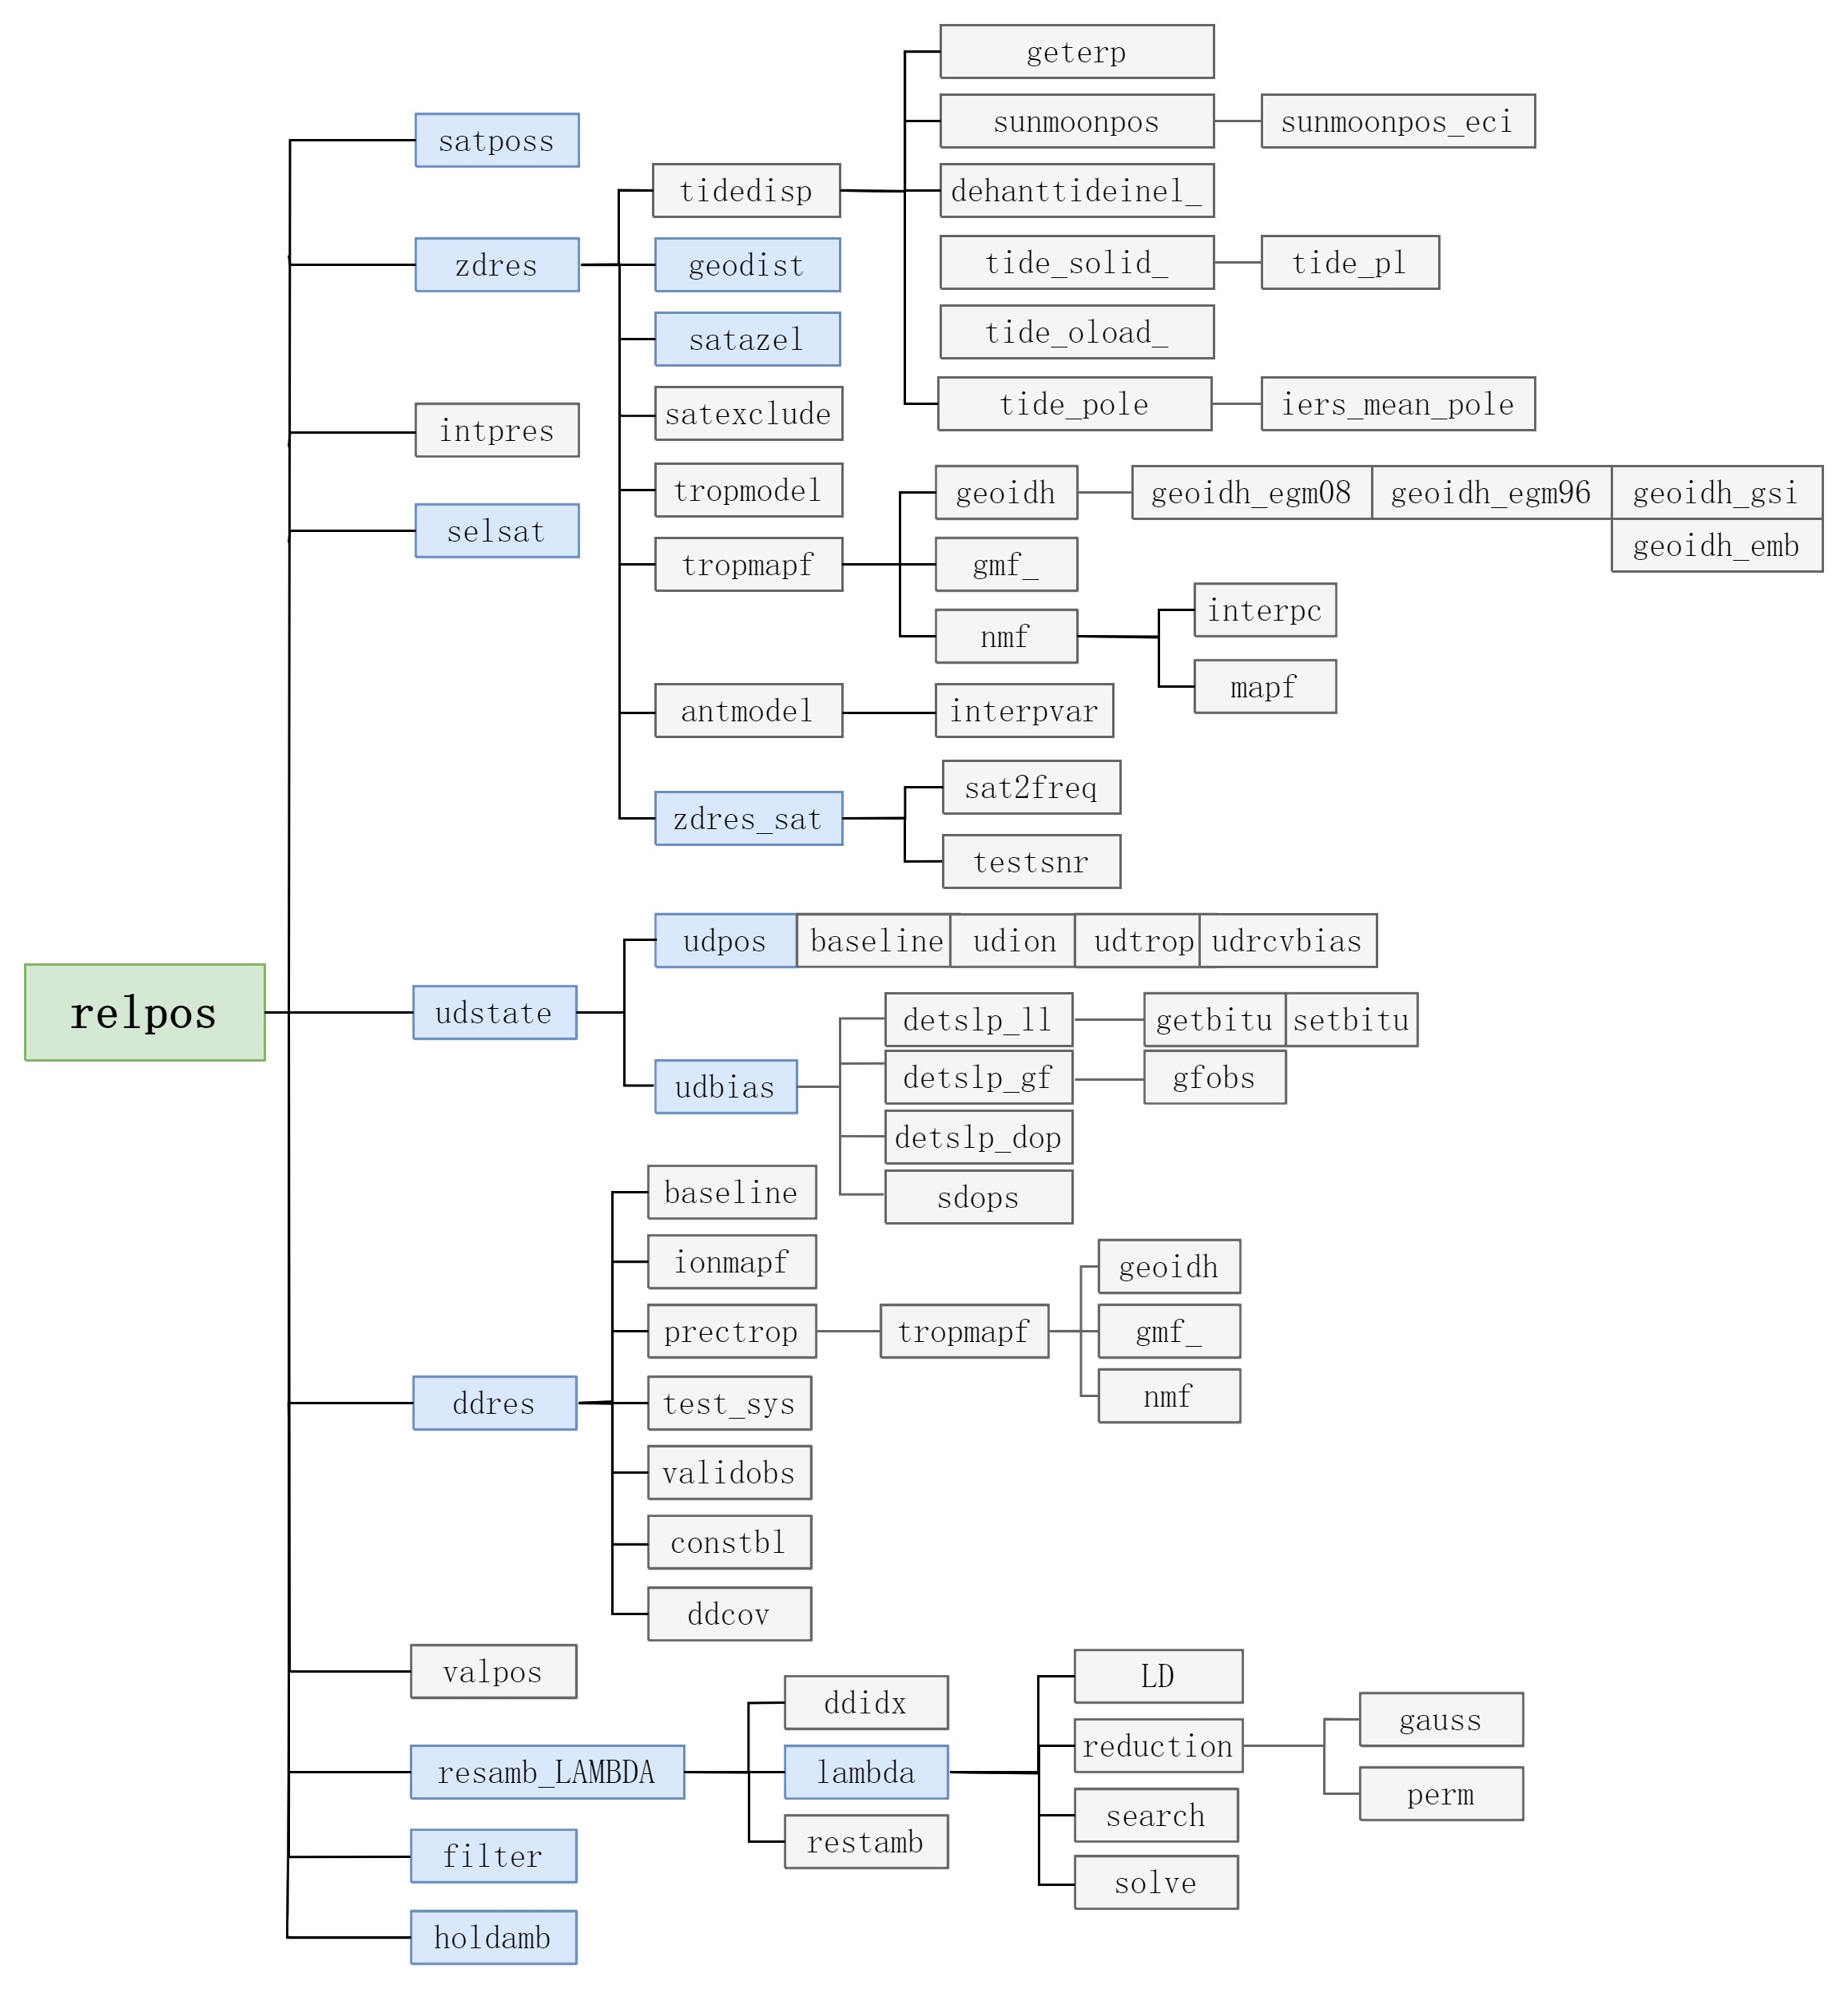 relpos
satposs
zdres
tidedisp
geterp
sunmoonpos
sunmoonpos_eci
dehanttideinel_
tide_solid_
tide_pl
tide_oload_
tide_pole
iers_mean_pole
geodist
satazel
satexclude
tropmodel
tropmapf
geoidh
geoidh_egm08
geoidh_egm96
geoidh_gsi
geoidh_emb
gmf_
nmf
interpc
mapf
antmodel
interpvar
zdres_sat
sat2freq
testsnr
intpres
selsat
udstate
udpos
baseline
udion
udtrop
udrcvbias
udbias
detslp_ll
getbitu
setbitu
detslp_gf
gfobs
detslp_dop
sdops
ddres
baseline
ionmapf
prectrop
tropmapf
geoidh
gmf_
nmf
test_sys
validobs
constbl
ddcov
valpos
resamb_LAMBDA
ddidx
lambda
LD
reduction
gauss
perm
search
solve
restamb
filter
holdamb